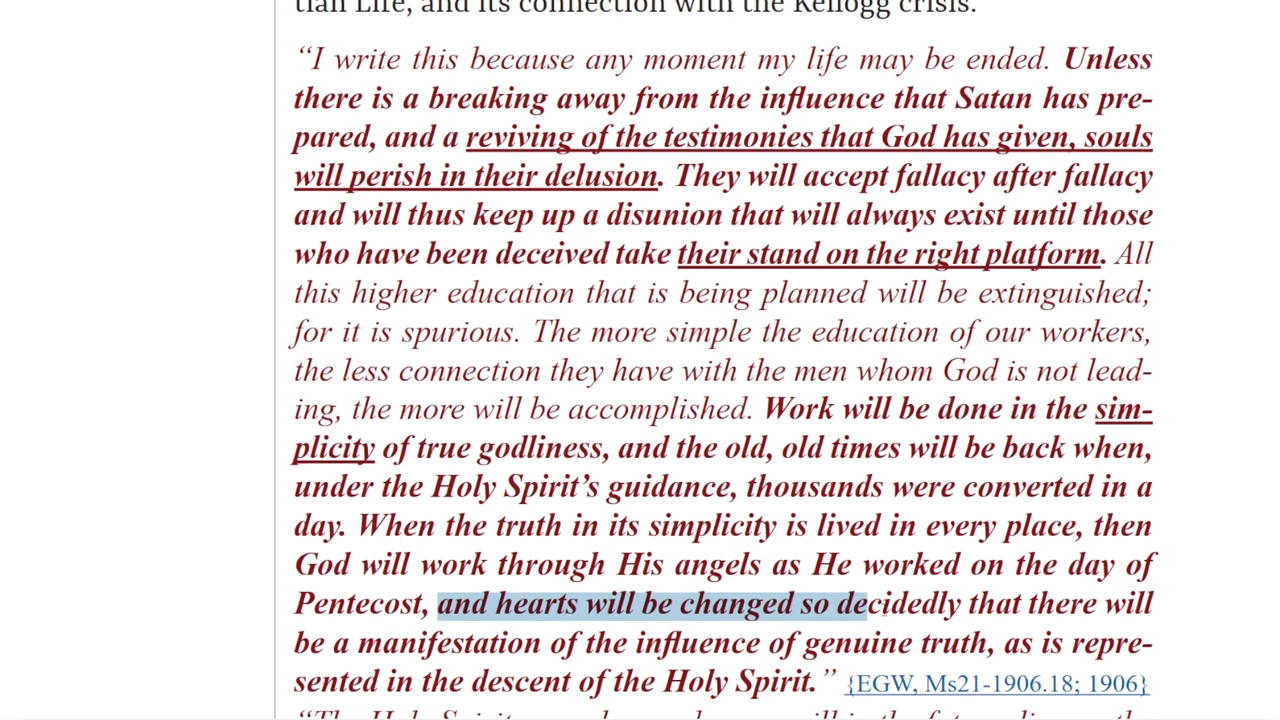 tian Life, and its connection with the Kellogg crisis.
“I write this because any moment my life may be ended. Unless
there is a breaking away from the influence that Satan has pre-
pared, and a reviving of the testimonies that God has given, souls
will perish in their delusion. They will accept fallacy after fallacy
and will thus keep up a disunion that will always exist until those
who have been deceived take their stand on the right platform. All
this higher education that is being planned will be extinguished;
for it is spurious. The more simple the education of our workers,
the less connection they have with the men whom God is not lead-
ing, the more will be accomplished. Work will be done in the sim-
plicity of true godliness, and the old, old times will be back when,
under the Holy Spirit’s guidance, thousands were converted in a
day. When the truth in its simplicity is lived in every place, then
God will work through His angels as He worked on the day of
Pentecost, and hearts will be changed so decidedly that there will
be a manifestation of the influence of genuine truth, as is repre-
sented in the descent of the Holy Spirit.” {EGW, Ms21-1906.18; 1906}